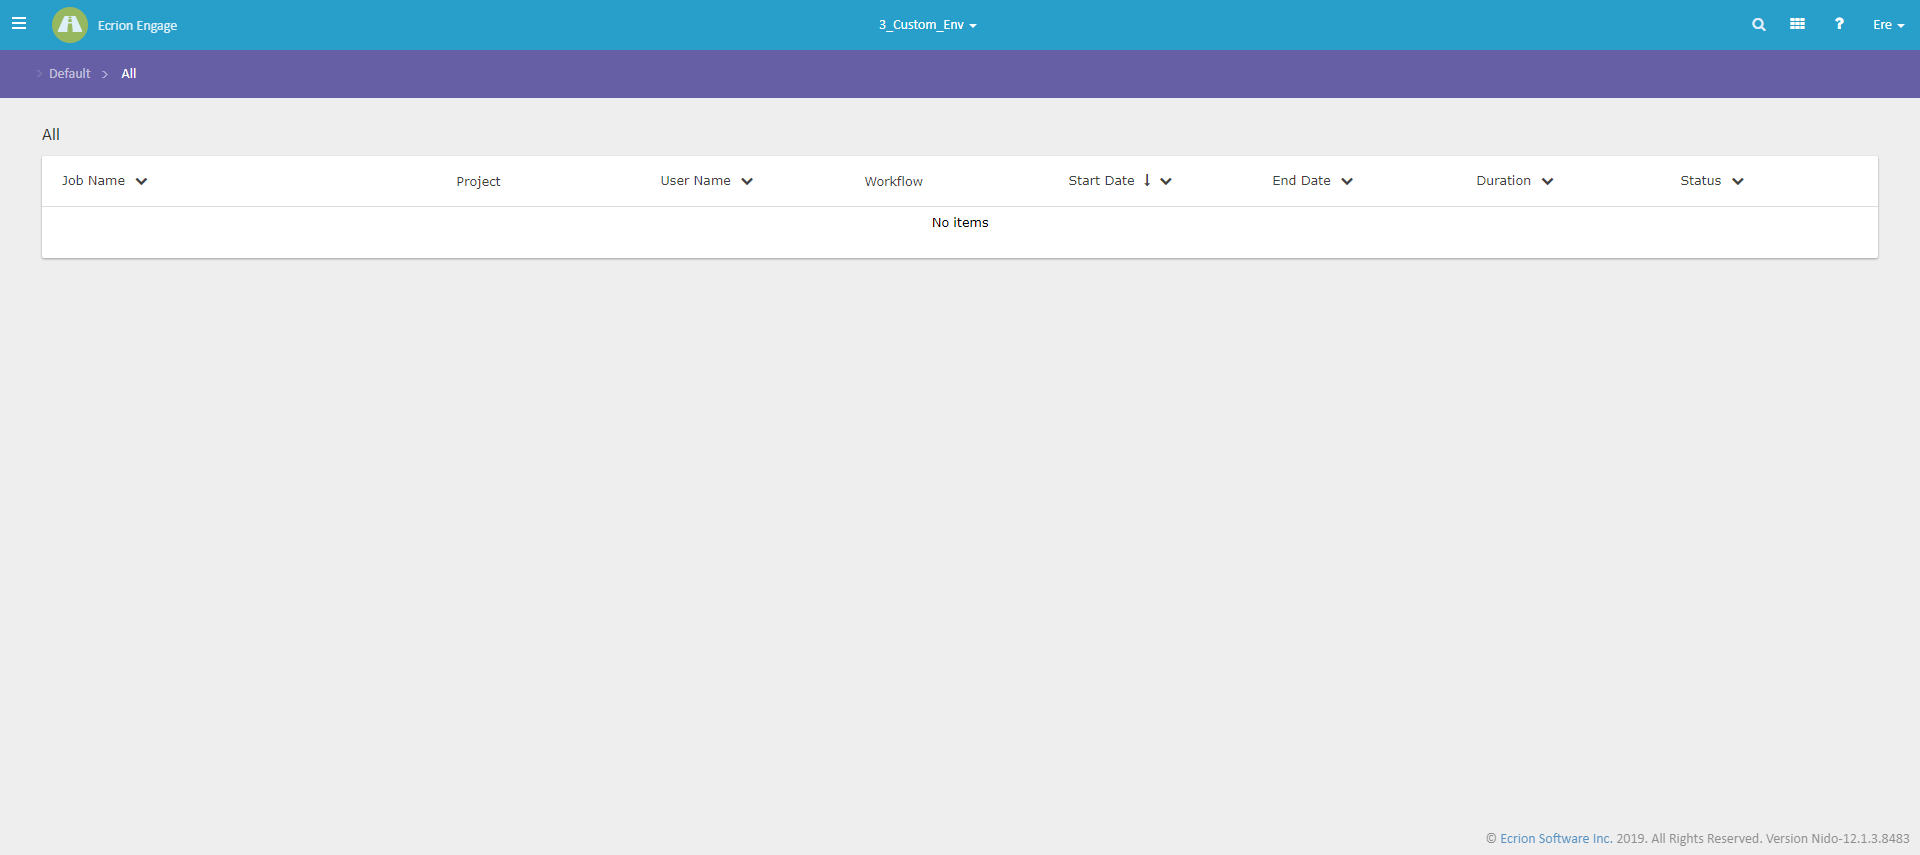 Ecrion Engage
3_Custom_Env
?
Ere
Default > All
All
Job Name Project User Name Workflow Start Date End Date Duration Status
No items
© Ecrion Software Inc. 2019. All Rights Reserved. Version Nido-12.1.3.8483